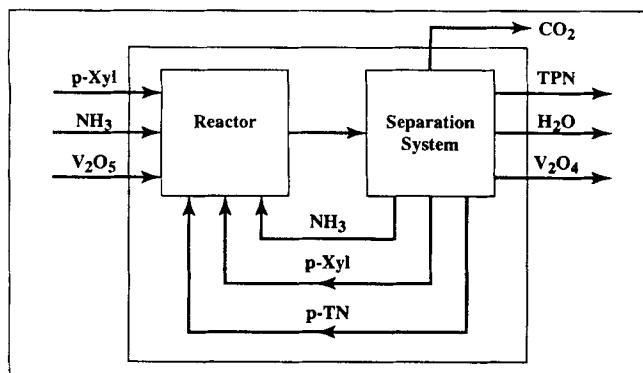 CO₂
p-Xyl
TPN
NH₃
Reactor
Separation
System
H₂O
V₂O₅
V₂O₄
NH₃
p-Xyl
p-TN